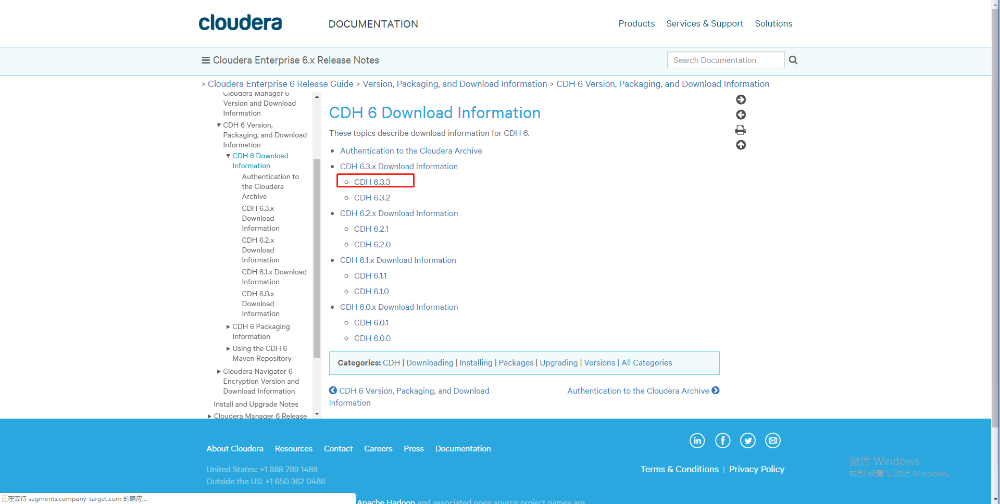 cloudera
DOCUMENTATION
Products Services & Support Solutions
Cloudera Enterprise 6.x Release Notes
Search Documentation
> Cloudera Enterprise 6 Release Guide > Version, Packaging, and Download Information > CDH 6 Version, Packaging, and Download Information
Cloudera Manager 6
Version and Download
Information
CDH 6 Version,
Packaging, and Download
Information
CDH 6 Download
Information
Authentication to
the Cloudera
Archive
CDH 6.3.x
Download
Information
CDH 6.2.x
Download
Information
CDH 6.1.x Download
Information
CDH 6.0.x
Download
Information
CDH 6 Packaging
Information
Using the CDH 6
Maven Repository
Cloudera Navigator 6
Encryption Version and
Download Information
Install and Upgrade Notes
Cloudera Manager 6 Release
CDH 6 Download Information
These topics describe download information for CDH 6.
Authentication to the Cloudera Archive
CDH 6.3.x Download Information
CDH 6.3.3
CDH 6.3.2
CDH 6.2.x Download Information
CDH 6.2.1
CDH 6.2.0
CDH 6.1.x Download Information
CDH 6.1.1
CDH 6.1.0
CDH 6.0.x Download Information
CDH 6.0.1
CDH 6.0.0
Categories: CDH | Downloading | Installing | Packages | Upgrading | Versions | All Categories
CDH 6 Version, Packaging, and Download
Information
Authentication to the Cloudera Archive
About Cloudera Resources Contact Careers Press Documentation
United States: +1 888 789 1488
Outside the US: +1 650 362 0488
Terms & Conditions | Privacy Policy
激活 Windows
转到"设置"以激活 Windows。
正在等待 segments.company-target.com 的响应...
Apache Hadoop and associated open source project names are